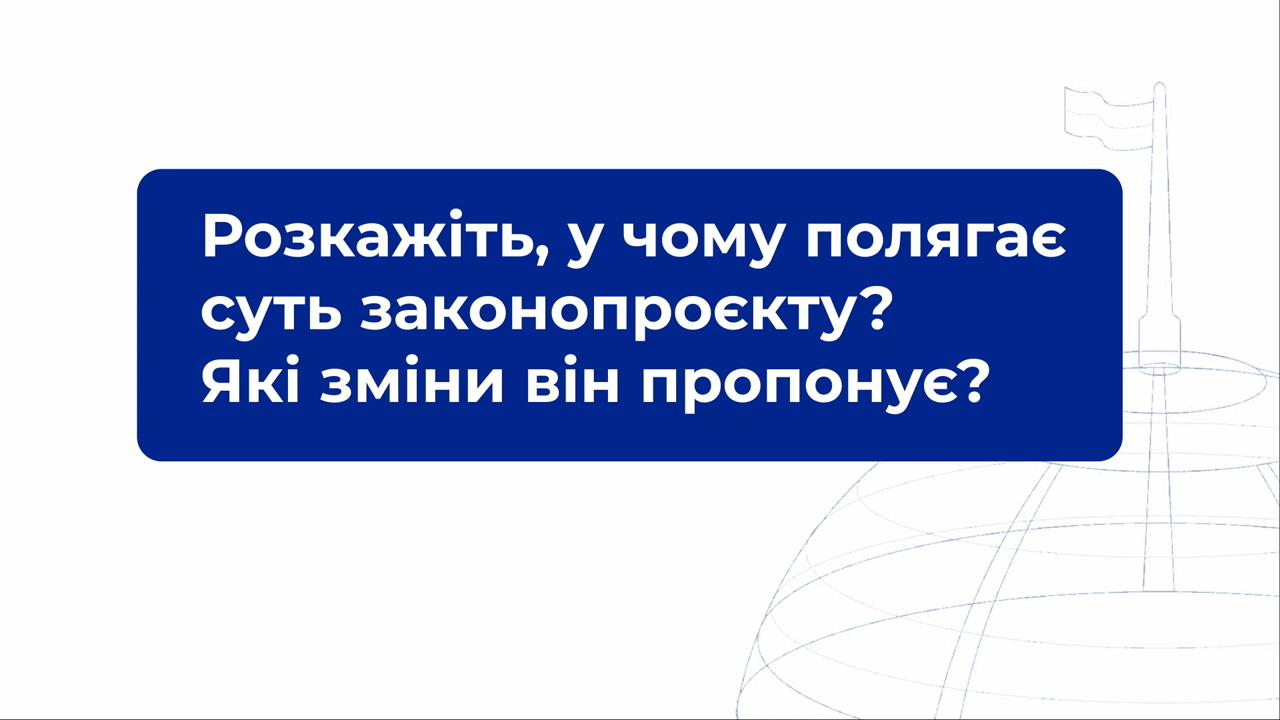 Розкажіть, у чому полягає
суть законопроєкту?
Які зміни він пропонує?